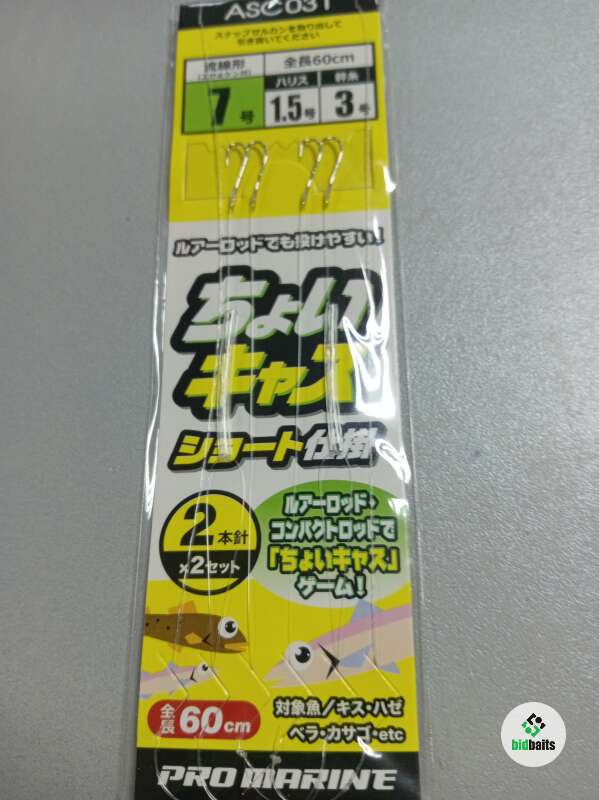 ASC031
スナップサルカンを取り出して
引き抜いてください
流線形
全長60cm
7号
ハリス
1.5号
幹糸
3号
ルアーロッドでも投げやすい!
ちょい
キャス
ショート仕掛
2本針
×2セット
ルアーロッド・
コンパクトロッドで
「ちょいキャス」
ゲーム!
全長60cm
対象魚/キス・ハゼ
ベラ・カサゴ・etc
PRO MARINE
bidbaits